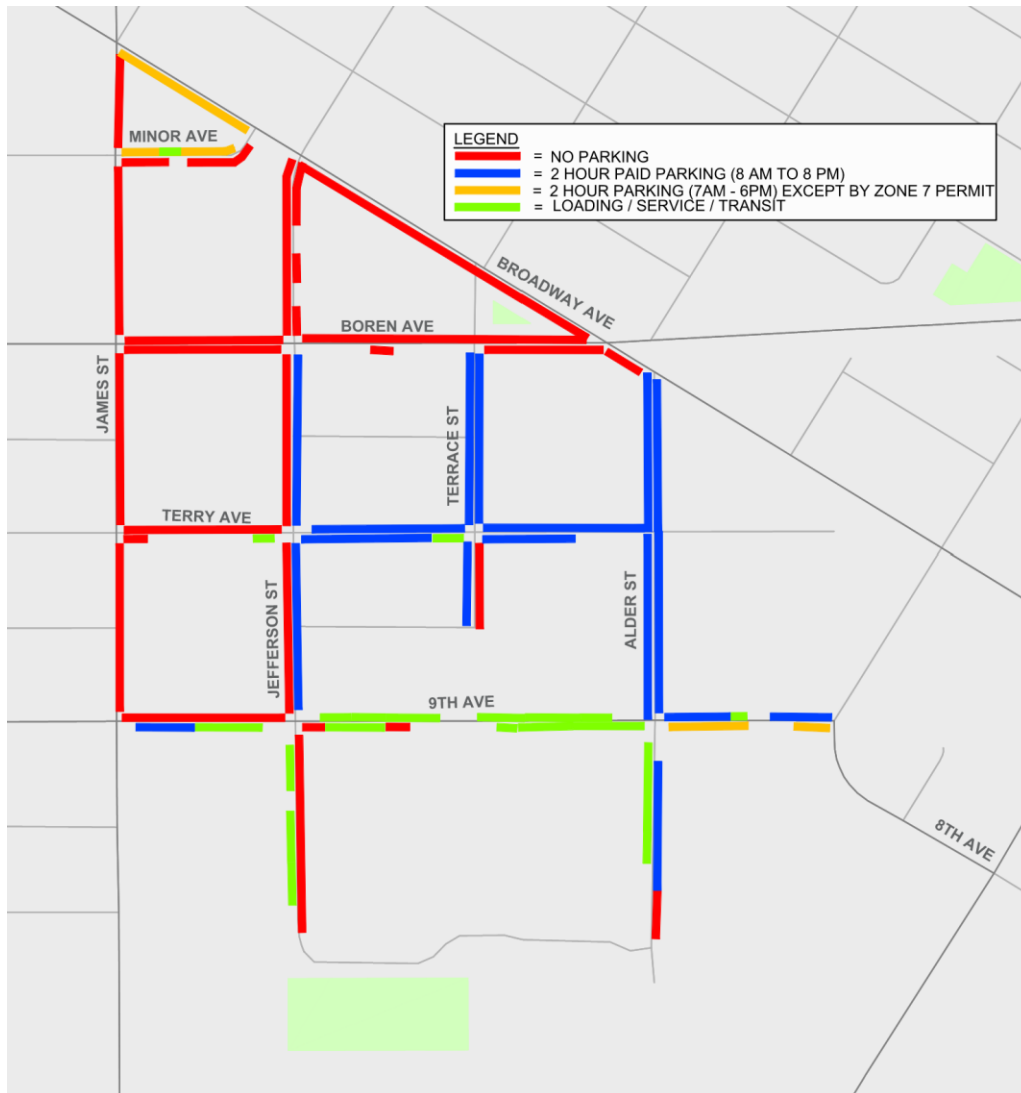 MINOR AVE
LEGEND
= NO PARKING
= 2 HOUR PAID PARKING (8 AM TO 8 PM)
= 2 HOUR PARKING (7AM - 6PM) EXCEPT BY ZONE 7 PERMIT
= LOADING / SERVICE / TRANSIT
BROADWAY AVE
BOREN AVE
JAMES ST
TERRACE ST
TERRY AVE
JEFFERSON ST
ALDER ST
9TH AVE
8TH AVE